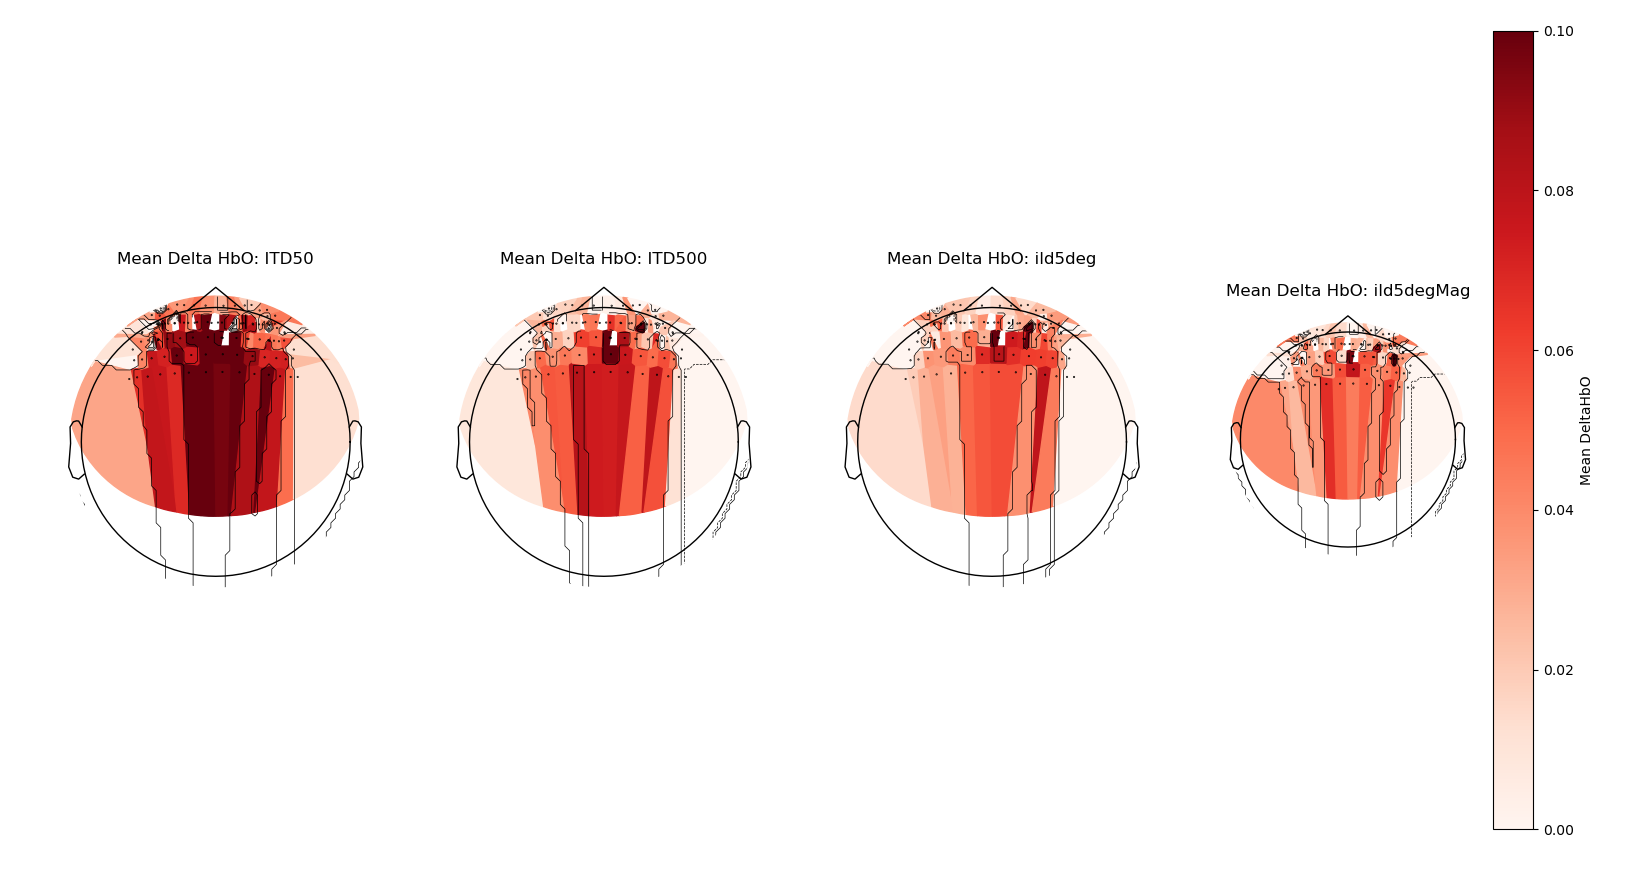 Mean Delta HbO: ITD50
Mean Delta HbO: ITD500
Mean Delta HbO: ild5deg
Mean Delta HbO: ild5degMag
0.10
0.08
0.06
0.04
0.02
0.00
Mean DeltaHbO